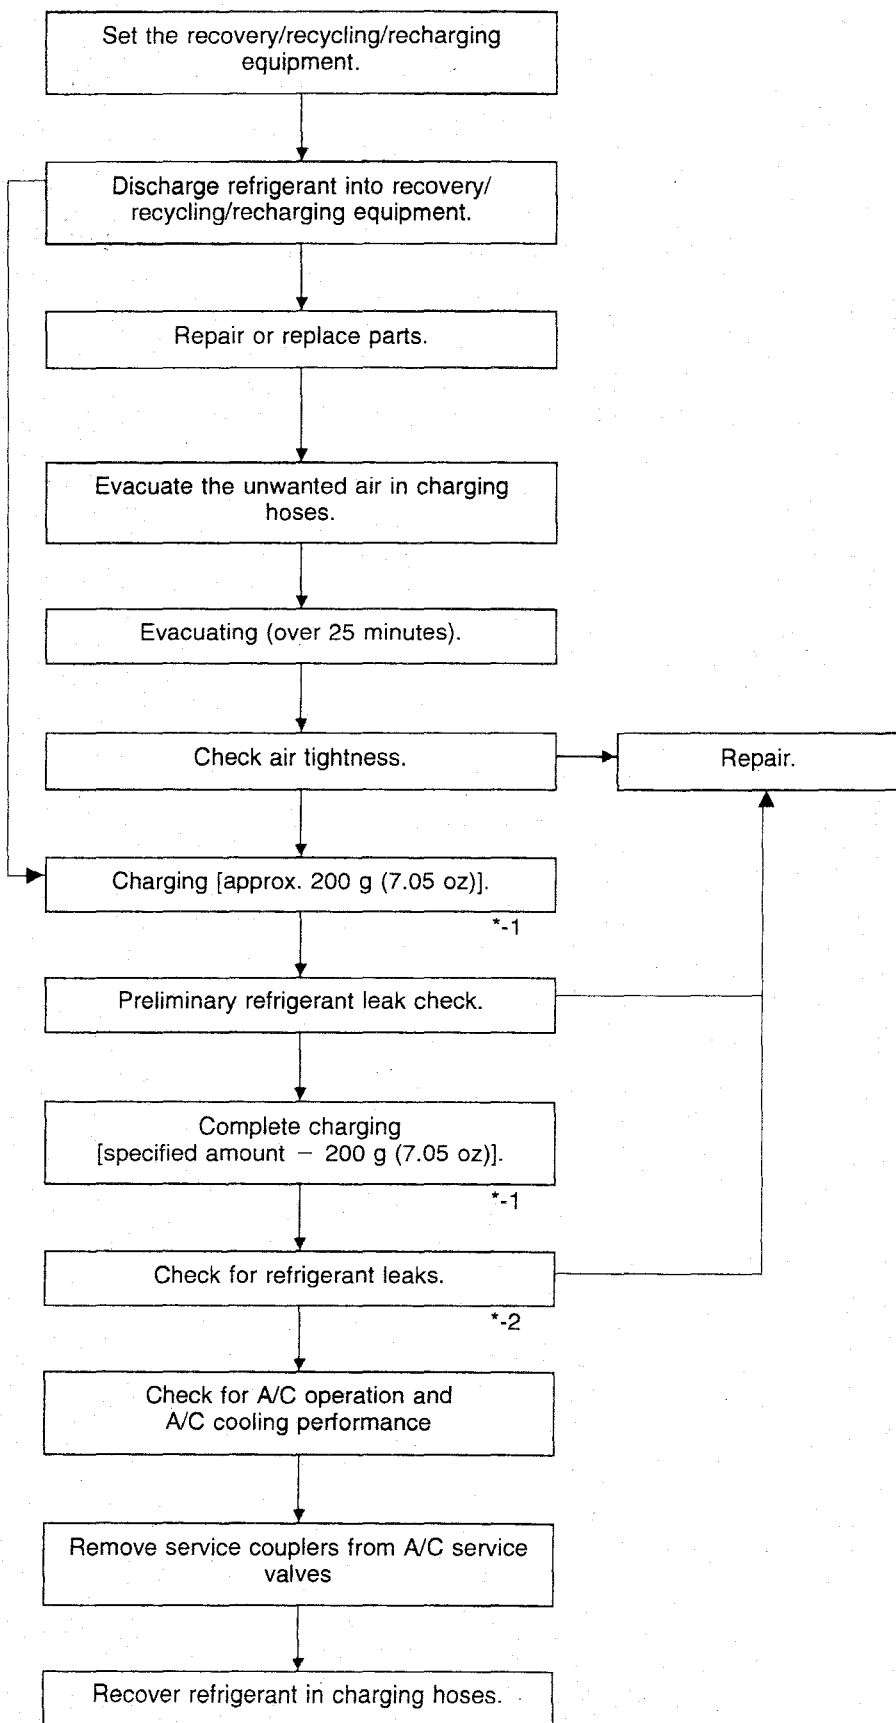 Set the recovery/recycling/recharging
equipment.
Discharge refrigerant into recovery/
recycling/recharging equipment.
Repair or replace parts.
Evacuate the unwanted air in charging
hoses.
Evacuating (over 25 minutes).
Check air tightness.
Repair.
Charging [approx. 200 g (7.05 oz)].
*-1
Preliminary refrigerant leak check.
Complete charging
[specified amount − 200 g (7.05 oz)].
*-1
Check for refrigerant leaks.
*-2
Check for A/C operation and
A/C cooling performance
Remove service couplers from A/C service
valves
Recover refrigerant in charging hoses.